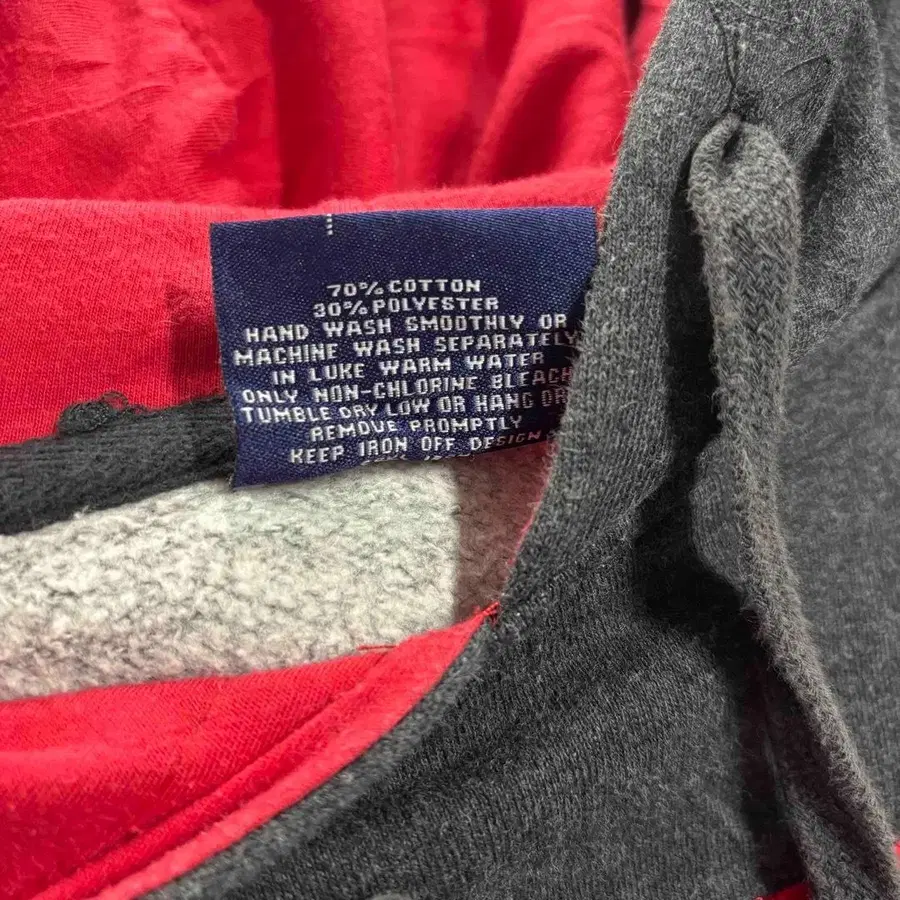 70% COTTON
30% POLYESTER
HAND WASH SMOOTHLY OR
MACHINE WASH SEPARATELY
IN LUKE WARM WATER
ONLY NON-CHLORINE BLEACH
TUMBLE DRY LOW OR HANG
REMOVE PROMPTLY
KEEP IRON OFF DESIGN